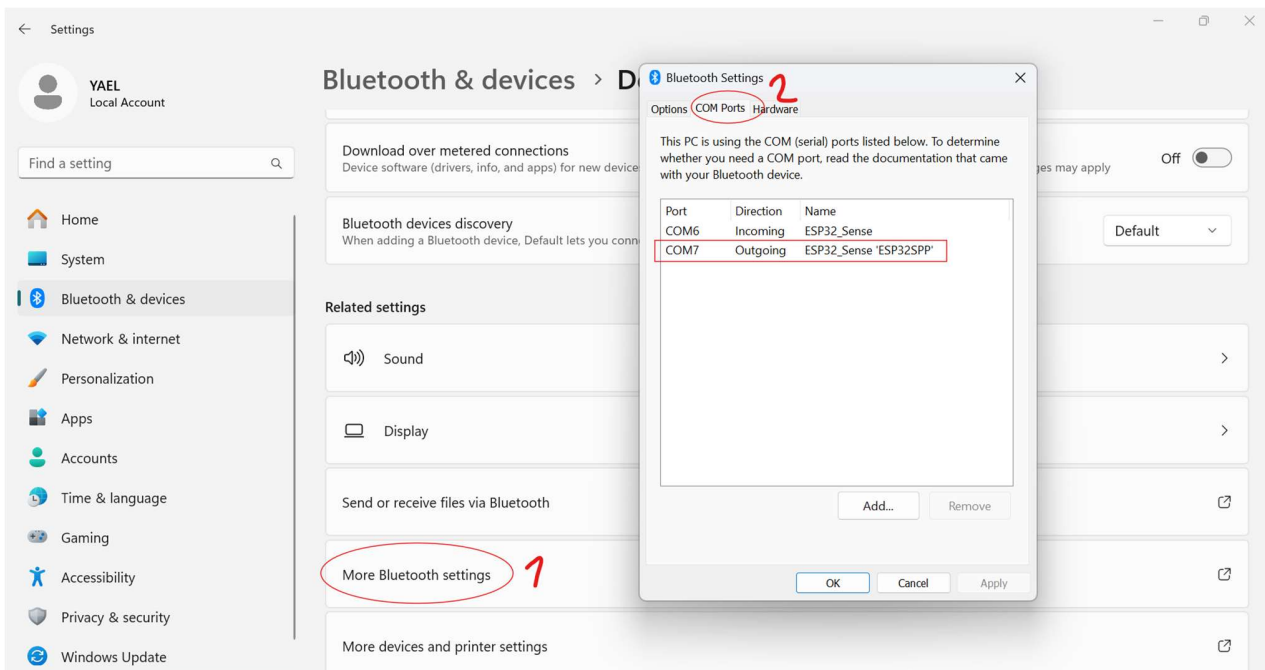 Settings
YAEL
Local Account
Find a setting
Home
System
Bluetooth & devices
Network & internet
Personalization
Apps
Accounts
Time & language
Gaming
Accessibility
Privacy & security
Windows Update
Bluetooth & devices > D
Download over metered connections
Device software (drivers, info, and apps) for new device
ges may apply
Off
Bluetooth devices discovery
When adding a Bluetooth device, Default lets you conn
Default
Related settings
Sound
Display
Send or receive files via Bluetooth
More Bluetooth settings
1
More devices and printer settings
Bluetooth Settings
2
Options COM Ports Hardware
This PC is using the COM (serial) ports listed below. To determine
whether you need a COM port, read the documentation that came
with your Bluetooth device.
Port Direction Name
COM6 Incoming ESP32_Sense
COM7 Outgoing ESP32_Sense 'ESP32SPP'
Add... Remove
OK Cancel Apply